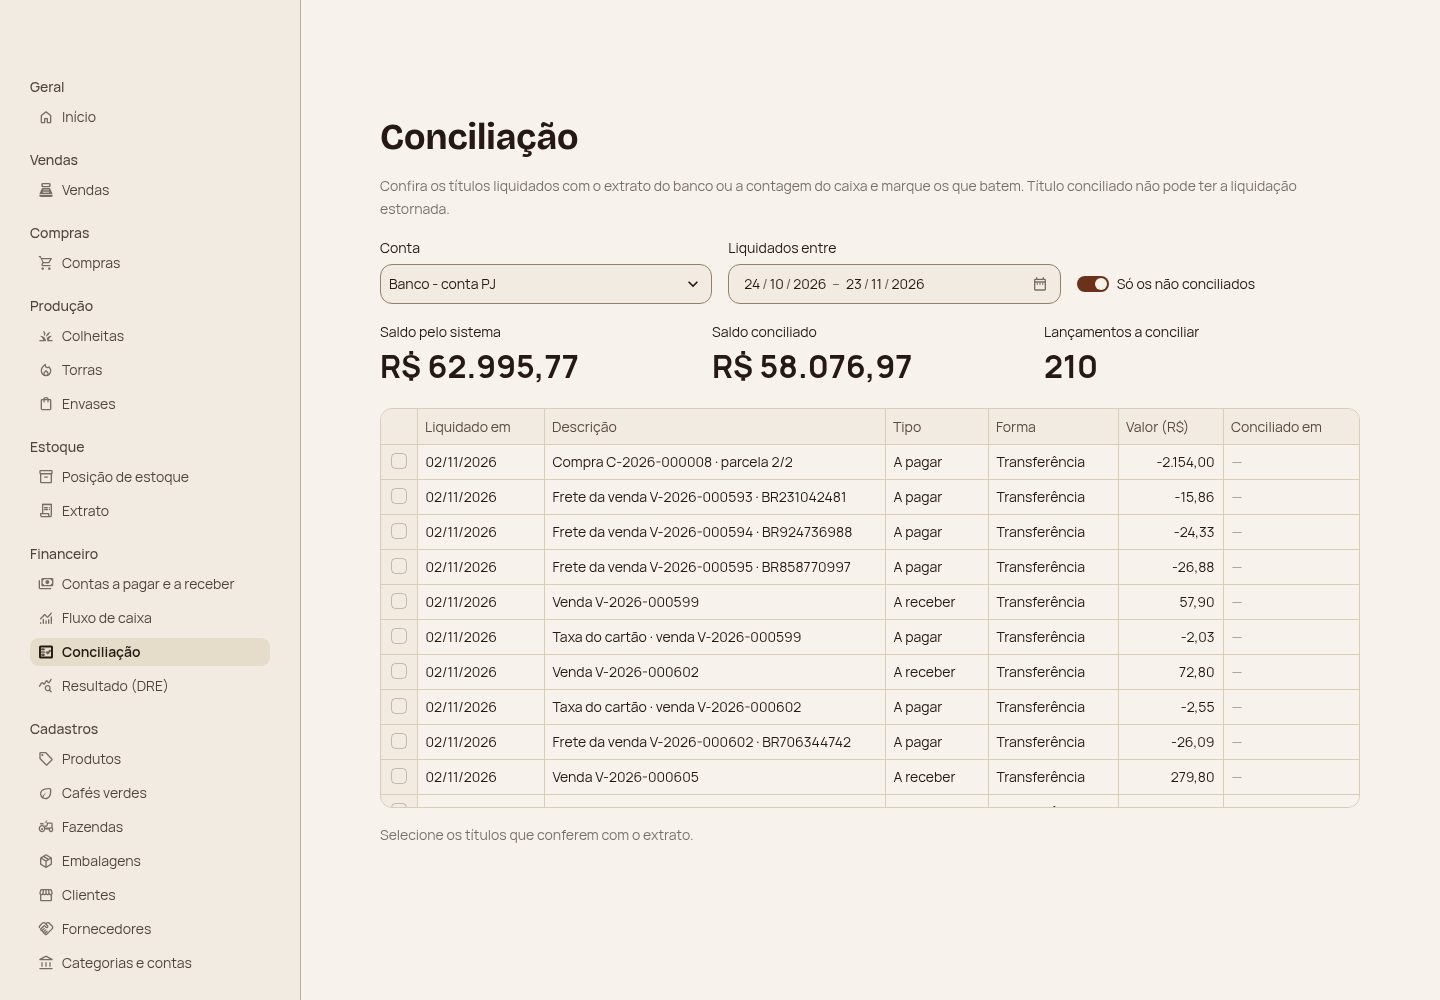 Geral
Início
Vendas
Vendas
Compras
Compras
Produção
Colheitas
Torras
Envases
Estoque
Posição de estoque
Extrato
Financeiro
Contas a pagar e a receber
Fluxo de caixa
Conciliação
Resultado (DRE)
Cadastros
Produtos
Cafés verdes
Fazendas
Embalagens
Clientes
Fornecedores
Categorias e contas
Conciliação
Confira os títulos liquidados com o extrato do banco ou a contagem do caixa e marque os que batem. Título conciliado não pode ter a liquidação
estornada.
Conta Liquidados entre
Banco - conta PJ 24 / 10 / 2026 – 23 / 11 / 2026 Só os não conciliados
Saldo pelo sistema Saldo conciliado Lançamentos a conciliar
R$ 62.995,77 R$ 58.076,97 210
Liquidado em Descrição Tipo Forma Valor (R$) Conciliado em
02/11/2026 Compra C-2026-000008 · parcela 2/2 A pagar Transferência -2.154,00 —
02/11/2026 Frete da venda V-2026-000593 · BR231042481 A pagar Transferência -15,86 —
02/11/2026 Frete da venda V-2026-000594 · BR924736988 A pagar Transferência -24,33 —
02/11/2026 Frete da venda V-2026-000595 · BR858770997 A pagar Transferência -26,88 —
02/11/2026 Venda V-2026-000599 A receber Transferência 57,90 —
02/11/2026 Taxa do cartão · venda V-2026-000599 A pagar Transferência -2,03 —
02/11/2026 Venda V-2026-000602 A receber Transferência 72,80 —
02/11/2026 Taxa do cartão · venda V-2026-000602 A pagar Transferência -2,55 —
02/11/2026 Frete da venda V-2026-000602 · BR706344742 A pagar Transferência -26,09 —
02/11/2026 Venda V-2026-000605 A receber Transferência 279,80 —
Selecione os títulos que conferem com o extrato.